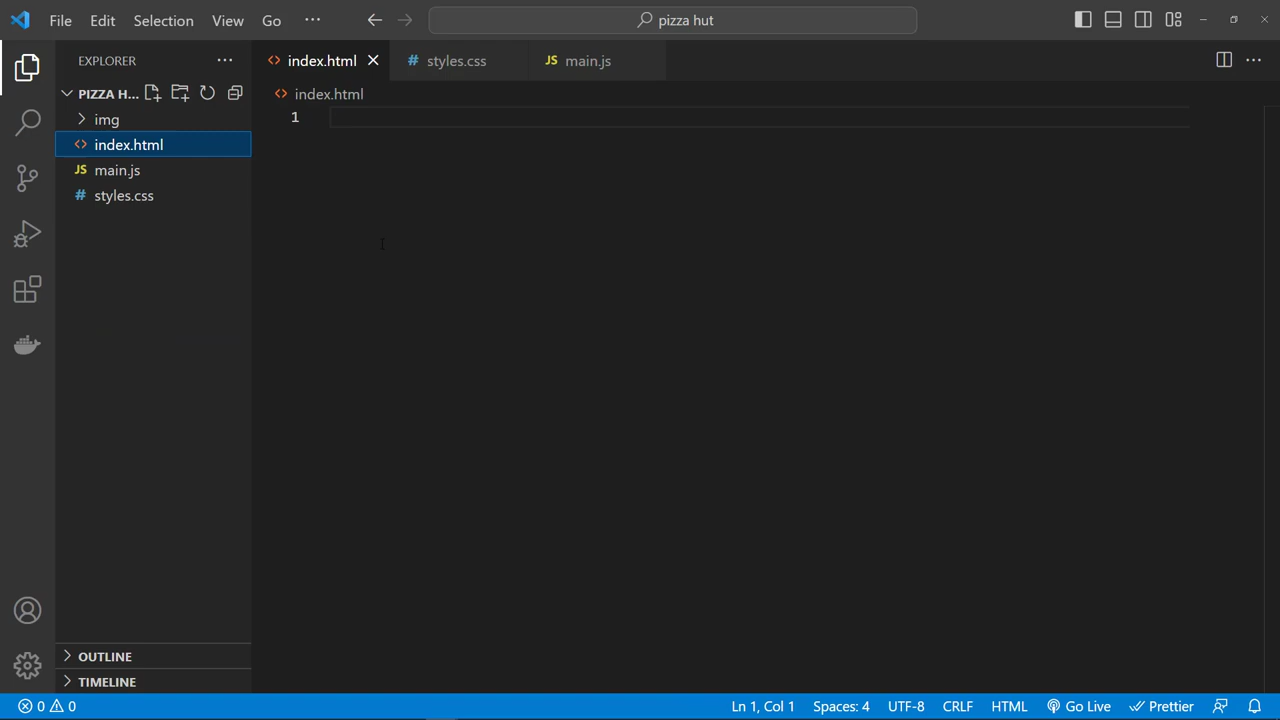 File Edit Selection View Go ··· pizza hut
EXPLORER ···
index.html styles.css main.js
PIZZA H...
index.html
1
img
index.html
JS main.js
# styles.css
OUTLINE
TIMELINE
0 0 Ln 1, Col 1 Spaces: 4 UTF-8 CRLF HTML Go Live Prettier